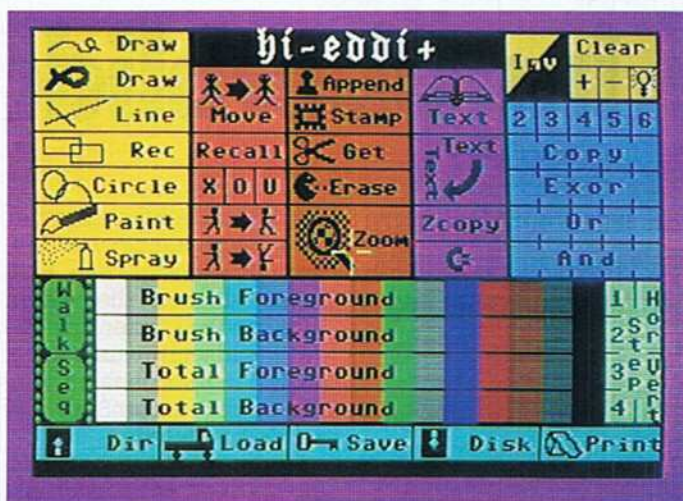 hi-eddi+
Draw
Draw
Line
Rec
Circle
Paint
Spray
Move
Recall
X O U
Append
Stamp
Get
Erase
Zoom
Text
Text
Text
Zcopy
Inv
Clear
+ -
2 3 4 5 6
Copy
Exor
Or
And
Walk
Seq
Brush Foreground
Brush Background
Total Foreground
Total Background
1
2
3
4
Step
Hor
Vert
Dir
Load
Save
Disk
Print